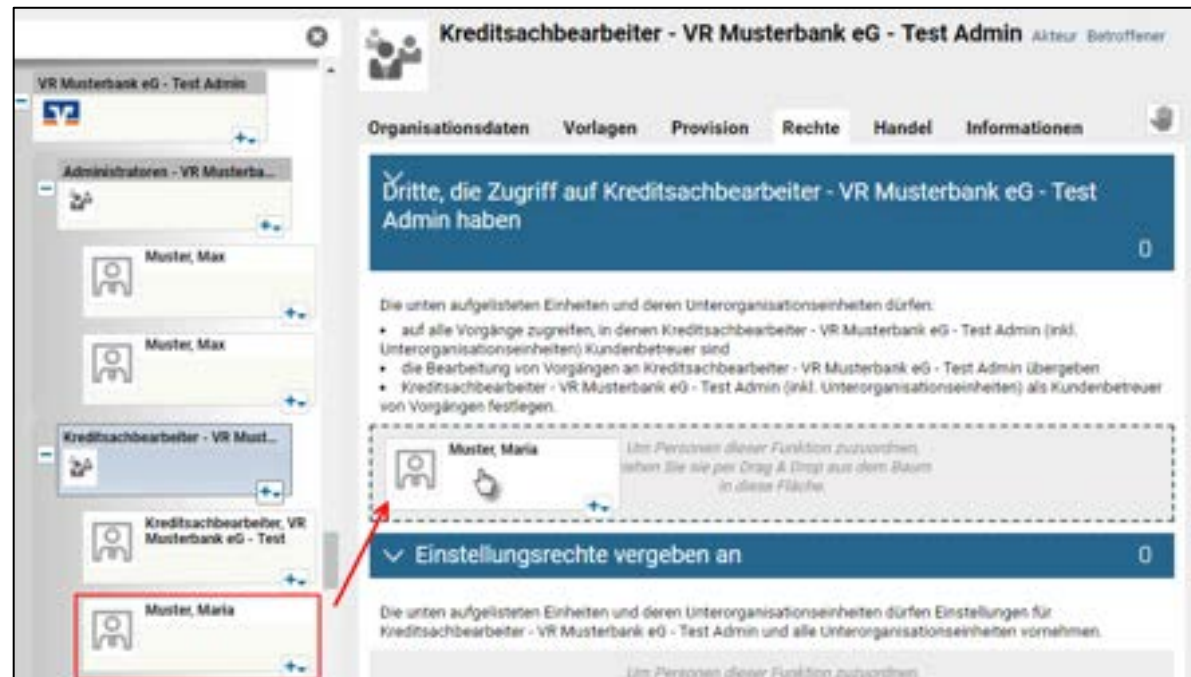 VR Musterbank eG - Test Admin
Administratoren - VR Musterba...
Muster, Max
Muster, Max
Kreditsachbearbeiter - VR Must...
Kreditsachbearbeiter, VR
Musterbank eG - Test
Muster, Maria
Kreditsachbearbeiter - VR Musterbank eG - Test Admin Akteur Betroffener
Organisationsdaten Vorlagen Provision Rechte Handel Informationen
Dritte, die Zugriff auf Kreditsachbearbeiter - VR Musterbank eG - Test
Admin haben
0
Die unten aufgelisteten Einheiten und deren Unterorganisationseinheiten dürfen:
• auf alle Vorgänge zugreifen, in denen Kreditsachbearbeiter - VR Musterbank eG - Test Admin (inkl.
Unterorganisationseinheiten) Kundenbetreuer sind
• die Bearbeitung von Vorgängen an Kreditsachbearbeiter - VR Musterbank eG - Test Admin übergeben
• Kreditsachbearbeiter - VR Musterbank eG - Test Admin (inkl. Unterorganisationseinheiten) als Kundenbetreuer
von Vorgängen festlegen.
Muster, Maria
Um Personen dieser Funktion zuzuordnen,
ziehen Sie sie per Drag & Drop aus dem Baum
in diese Fläche.
Einstellungsrechte vergeben an 0
Die unten aufgelisteten Einheiten und deren Unterorganisationseinheiten dürfen Einstellungen für
Kreditsachbearbeiter - VR Musterbank eG - Test Admin und alle Unterorganisationseinheiten vornehmen.
Um Personen dieser Funktion zuzuordnen,